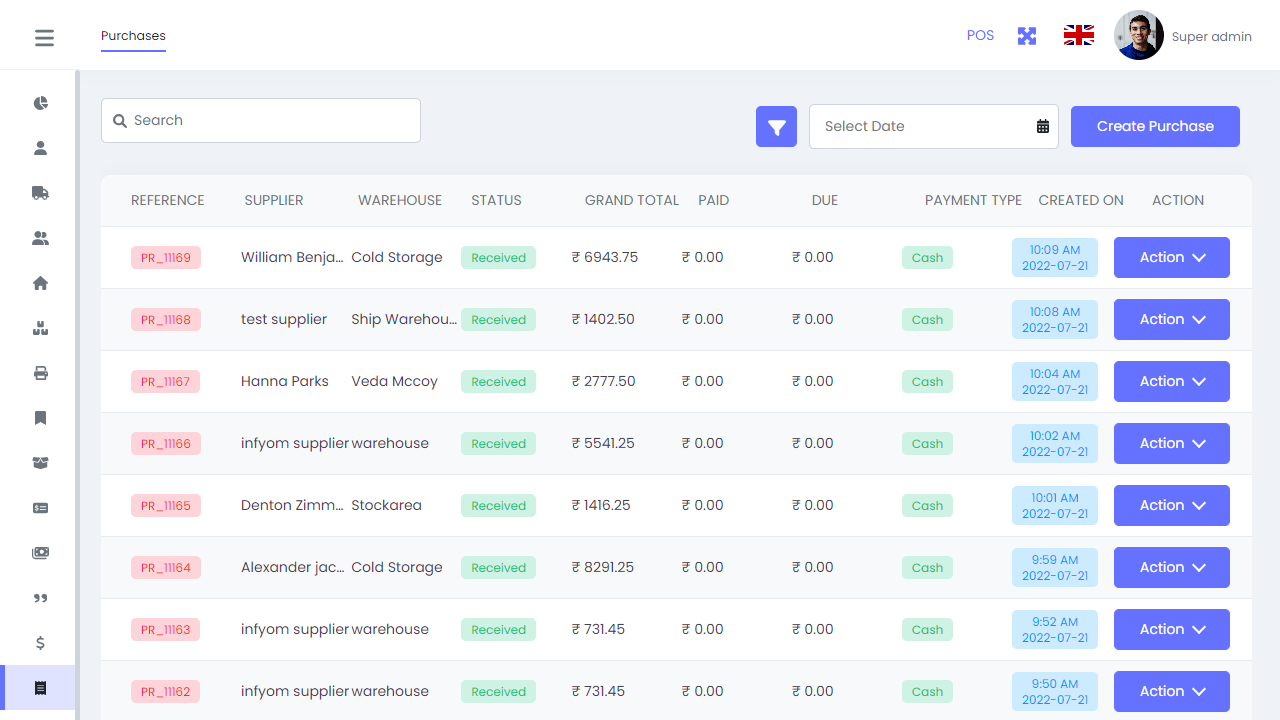 Purchases
POS
Super admin
Search
Select Date
Create Purchase
REFERENCE SUPPLIER WAREHOUSE STATUS GRAND TOTAL PAID DUE PAYMENT TYPE CREATED ON ACTION
PR_11169 William Benja... Cold Storage Received ₹ 6943.75 ₹ 0.00 ₹ 0.00 Cash 10:09 AM 2022-07-21 Action
PR_11168 test supplier Ship Warehou... Received ₹ 1402.50 ₹ 0.00 ₹ 0.00 Cash 10:08 AM 2022-07-21 Action
PR_11167 Hanna Parks Veda Mccoy Received ₹ 2777.50 ₹ 0.00 ₹ 0.00 Cash 10:04 AM 2022-07-21 Action
PR_11166 infyom supplier warehouse Received ₹ 5541.25 ₹ 0.00 ₹ 0.00 Cash 10:02 AM 2022-07-21 Action
PR_11165 Denton Zimm... Stockarea Received ₹ 1416.25 ₹ 0.00 ₹ 0.00 Cash 10:01 AM 2022-07-21 Action
PR_11164 Alexander jac... Cold Storage Received ₹ 8291.25 ₹ 0.00 ₹ 0.00 Cash 9:59 AM 2022-07-21 Action
PR_11163 infyom supplier warehouse Received ₹ 731.45 ₹ 0.00 ₹ 0.00 Cash 9:52 AM 2022-07-21 Action
PR_11162 infyom supplier warehouse Received ₹ 731.45 ₹ 0.00 ₹ 0.00 Cash 9:50 AM 2022-07-21 Action